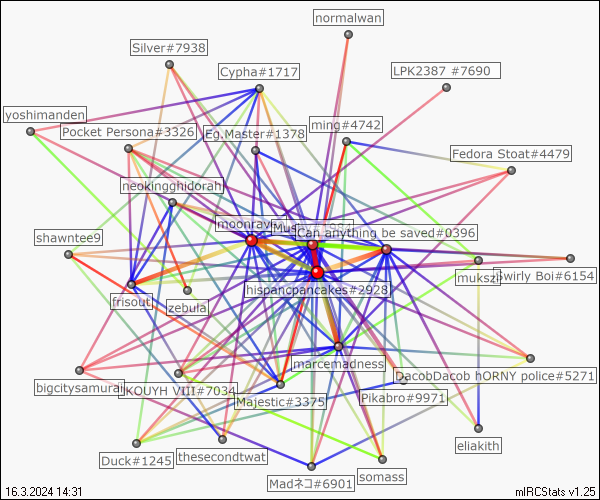 normalwan
Silver#7938
Cypha#1717
LPK2387 #7690
yoshimanden
Pocket Persona#3326
Eg.Master#1378
ming#4742
Fedora Stoat#4479
neokingghidorah
Can anything be saved#0396
shawntee9
hispancpancakes#2928
mukszi
wirly Boi#6154
frisout
zebula
marcemadness
bigcitysamurai
KOUYH VIII#7034
Majestic#3375
Pikabro#9971
DacobDacob hORNY police#5271
Duck#1245
thesecondtwat
Madネコ#6901
somass
eliakith
16.3.2024 14:31
mIRCStats v1.25